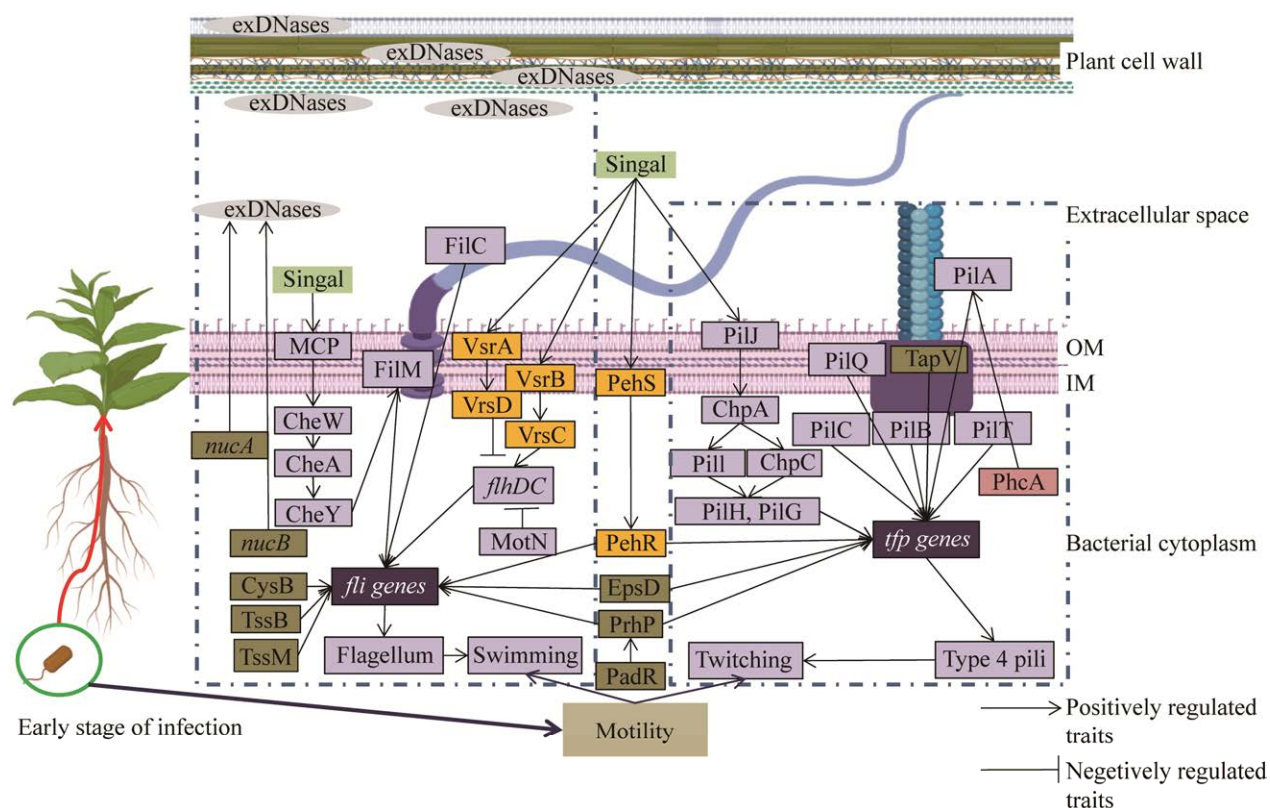 exDNases
exDNases
exDNases
Plant cell wall
exDNases
exDNases
Singal
exDNases
Extracellular space
FilC
PilA
Singal
MCP
VsrA
PilJ
OM
FilM
PilQ
TapV
VsrB
PehS
IM
VrsD
ChpA
CheW
VrsC
PilC
PilB
PilT
nucA
CheA
Pill
ChpC
flhDC
PhcA
CheY
PilH, PilG
nucB
MotN
PehR
tfp genes
Bacterial cytoplasm
CysB
fli genes
EpsD
TssB
PrhP
TssM
Flagellum
Swimming
PadR
Twitching
Type 4 pili
Early stage of infection
Motility
Positively regulated
traits
Negetively regulated
traits